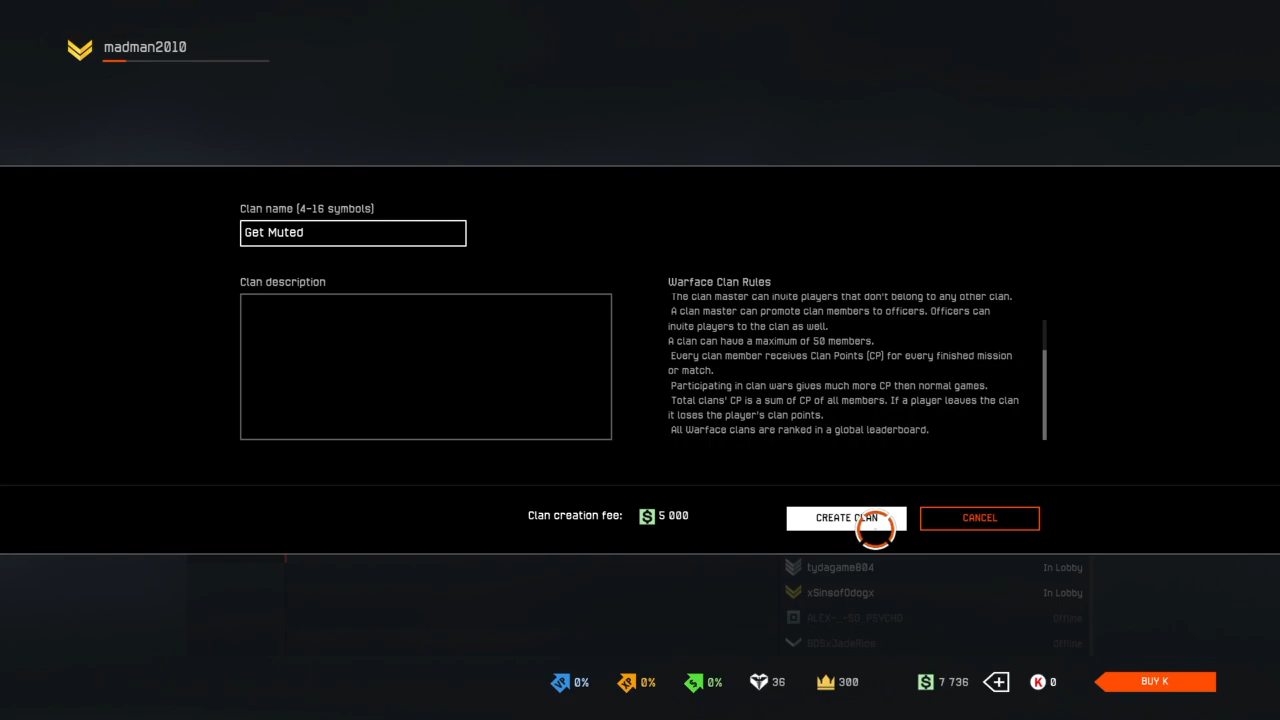 madman2010
Clan name (4-16 symbols)
Get Muted
Clan description
Warface Clan Rules
The clan master can invite players that don't belong to any other clan.
A clan master can promote clan members to officers. Officers can
invite players to the clan as well.
A clan can have a maximum of 50 members.
Every clan member receives Clan Points (CP) for every finished mission
or match.
Participating in clan wars gives much more CP then normal games.
Total clans' CP is a sum of CP of all members. If a player leaves the clan
it loses the player's clan points.
All Warface clans are ranked in a global leaderboard.
Clan creation fee: $ 5 000
CREATE CLAN
CANCEL
tydagame804 In Lobby
xSinsofOdogx In Lobby
Offline
Offline
0% 0% 0% 36 300 $ 7 736 K 0 BUY K